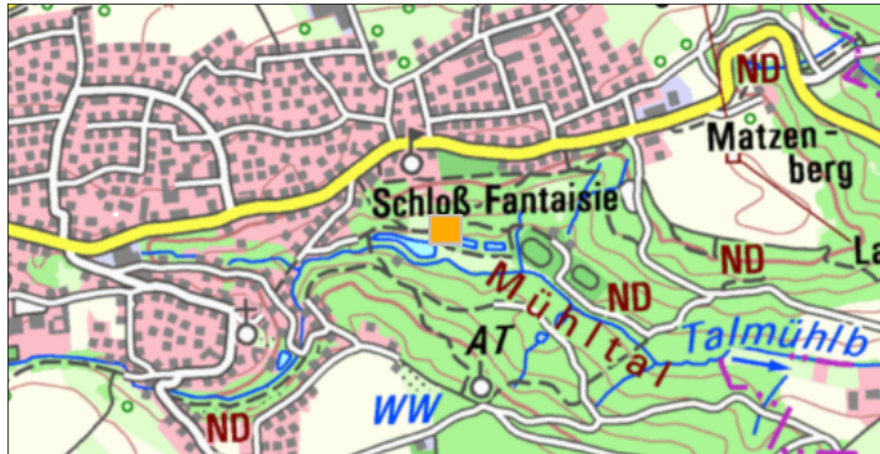 ND
Matzen-
berg
Schloß Fantaisie
ND
La
ND
Mühltal
AT
Talmühlb
WW
ND